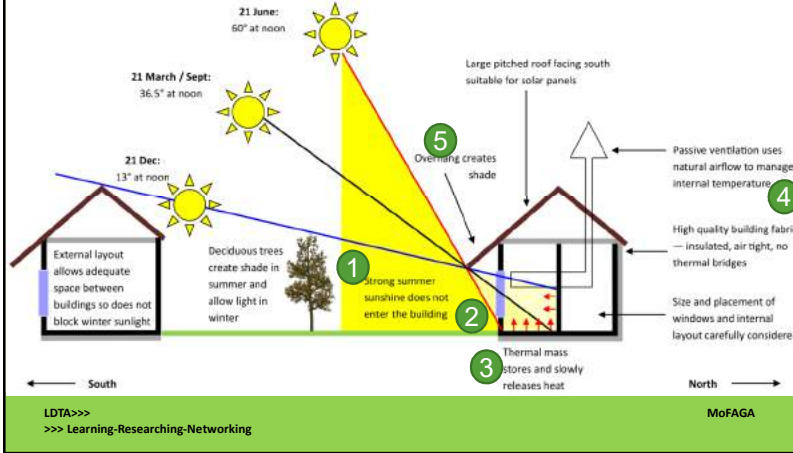 21 June:
60° at noon
21 March / Sept:
36.5° at noon
21 Dec:
13° at noon
Large pitched roof facing south
suitable for solar panels
5
Overhang creates
shade
Passive ventilation uses
natural airflow to manage
internal temperature
4
High quality building fabri
— insulated, air tight, no
thermal bridges
Size and placement of
windows and internal
layout carefully considere
External layout
allows adequate
space between
buildings so does not
block winter sunlight
Deciduous trees
create shade in
summer and
allow light in
winter
1
Strong summer
sunshine does not
enter the building
2
3
Thermal mass
stores and slowly
releases heat
South
North
LDTA>>>
>>> Learning-Researching-Networking
MoFAGA